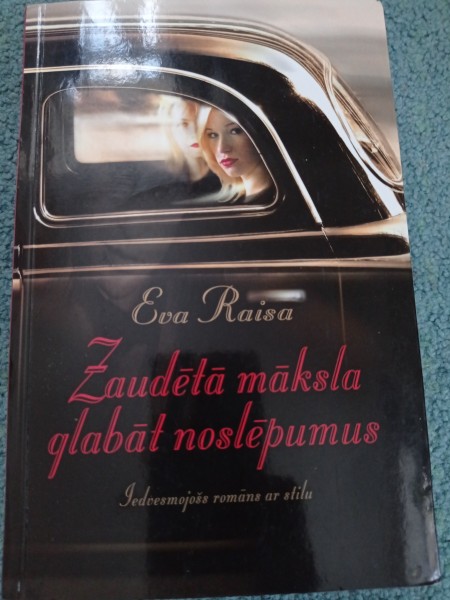 Eva Raisa
Zaudētā māksla
glabāt noslēpumus
Iedvesmojošs romāns ar stilu